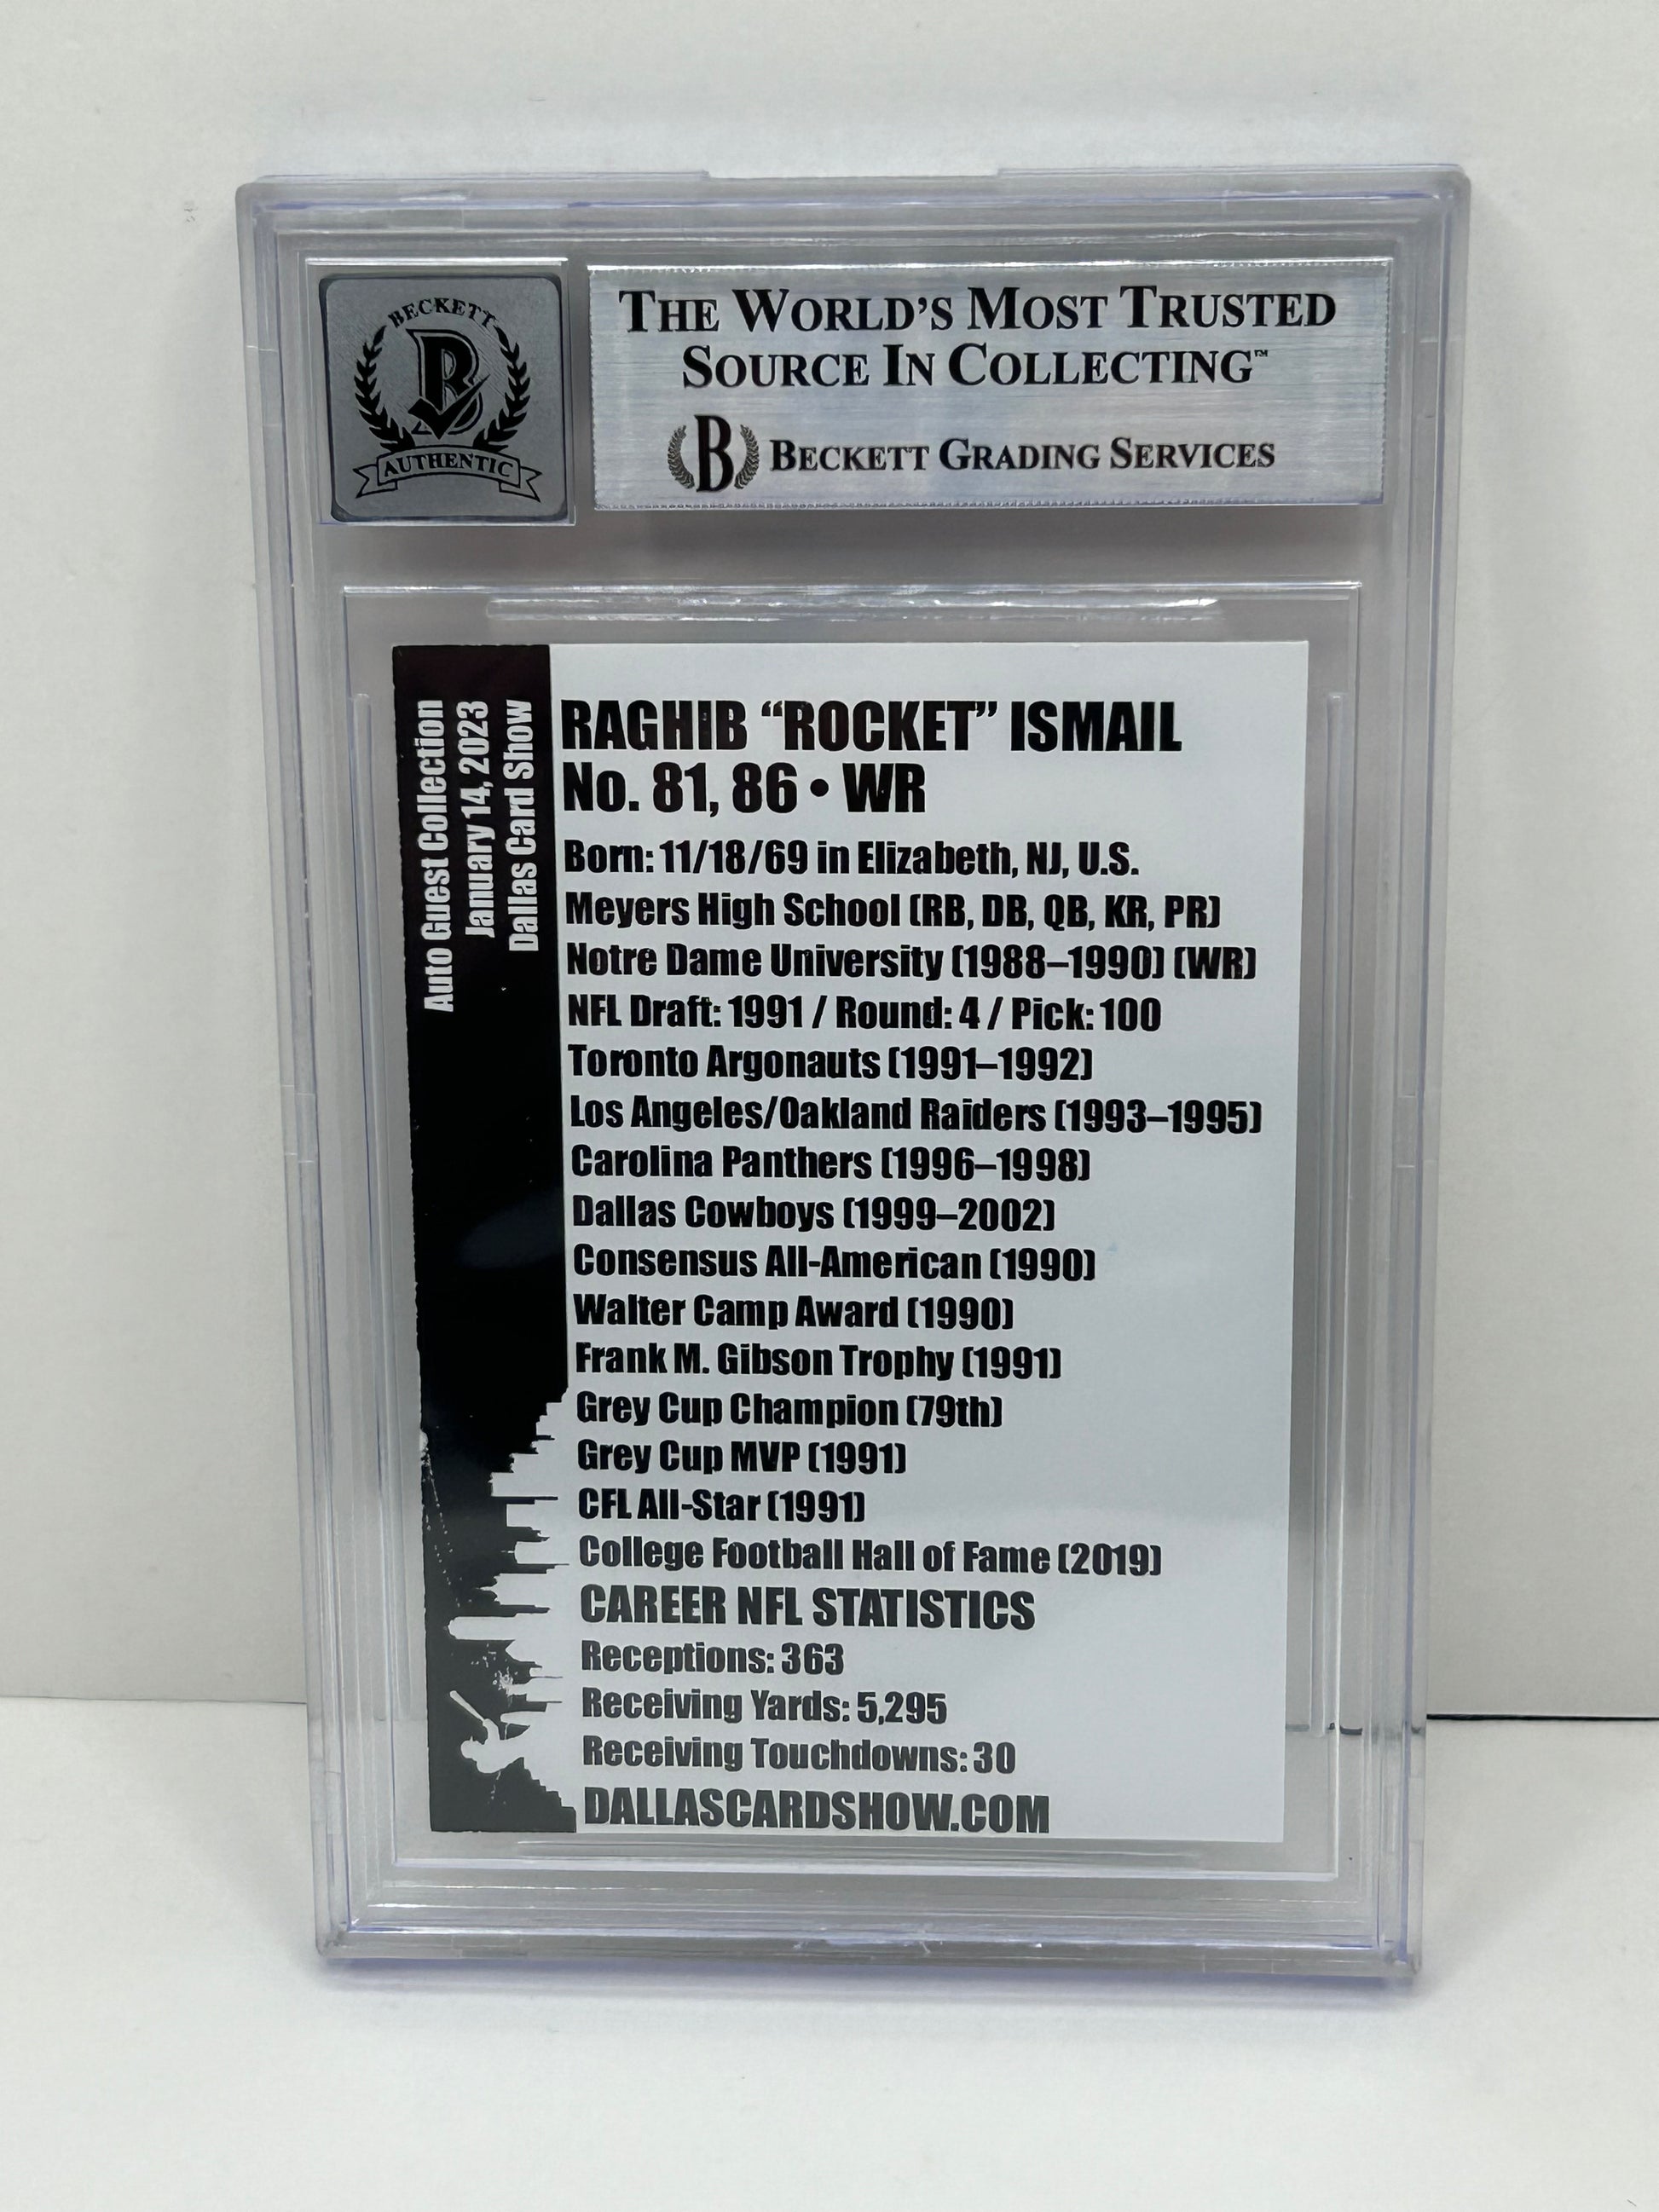 BECKETT
B
AUTHENTIC
THE WORLD'S MOST TRUSTED
SOURCE IN COLLECTING™
B BECKETT GRADING SERVICES
Auto Guest Collection
January 14, 2023
Dallas Card Show
RAGHIB “ROCKET” ISMAIL
No. 81, 86 • WR
Born: 11/18/69 in Elizabeth, NJ, U.S.
Meyers High School (RB, DB, QB, KR, PR)
Notre Dame University (1988–1990) (WR)
NFL Draft: 1991 / Round: 4 / Pick: 100
Toronto Argonauts (1991–1992)
Los Angeles/Oakland Raiders (1993–1995)
Carolina Panthers (1996–1998)
Dallas Cowboys (1999–2002)
Consensus All-American (1990)
Walter Camp Award (1990)
Frank M. Gibson Trophy (1991)
Grey Cup Champion (79th)
Grey Cup MVP (1991)
CFL All-Star (1991)
College Football Hall of Fame (2019)
CAREER NFL STATISTICS
Receptions: 363
Receiving Yards: 5,295
Receiving Touchdowns: 30
DALLASCARDSHOW.COM